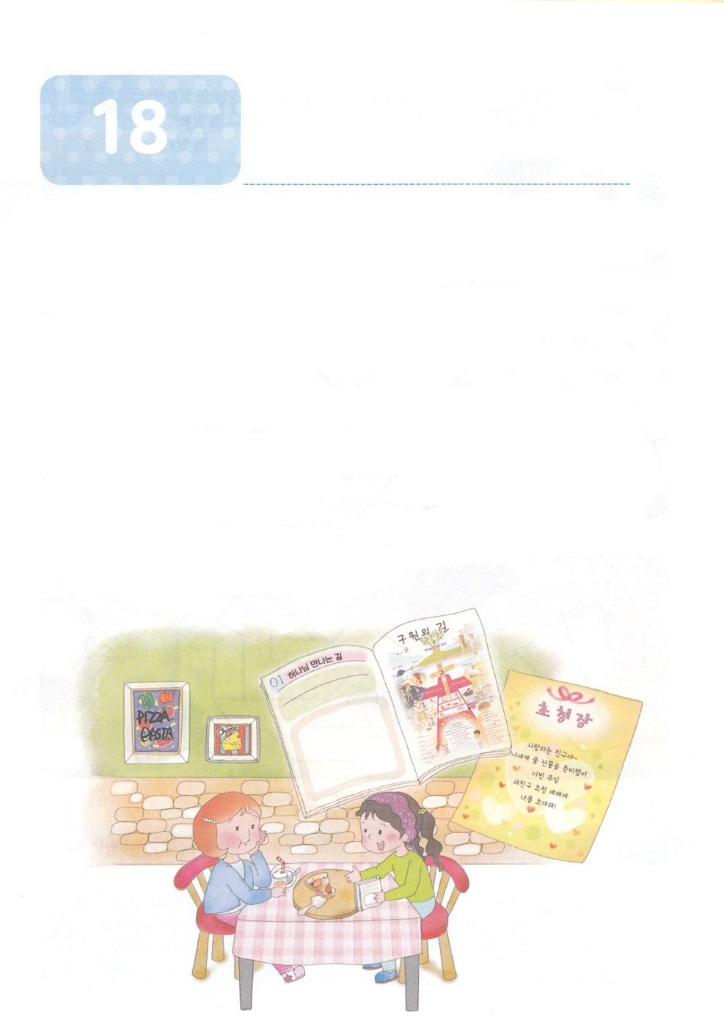 18
구원의 길
01 하나님 만나는 길
초청장
사랑하는 친구야~
너에게 줄 선물을 준비했어
이번 주일
새친구 초청 예배에
너를 초대해!
PIZZA
PASTA